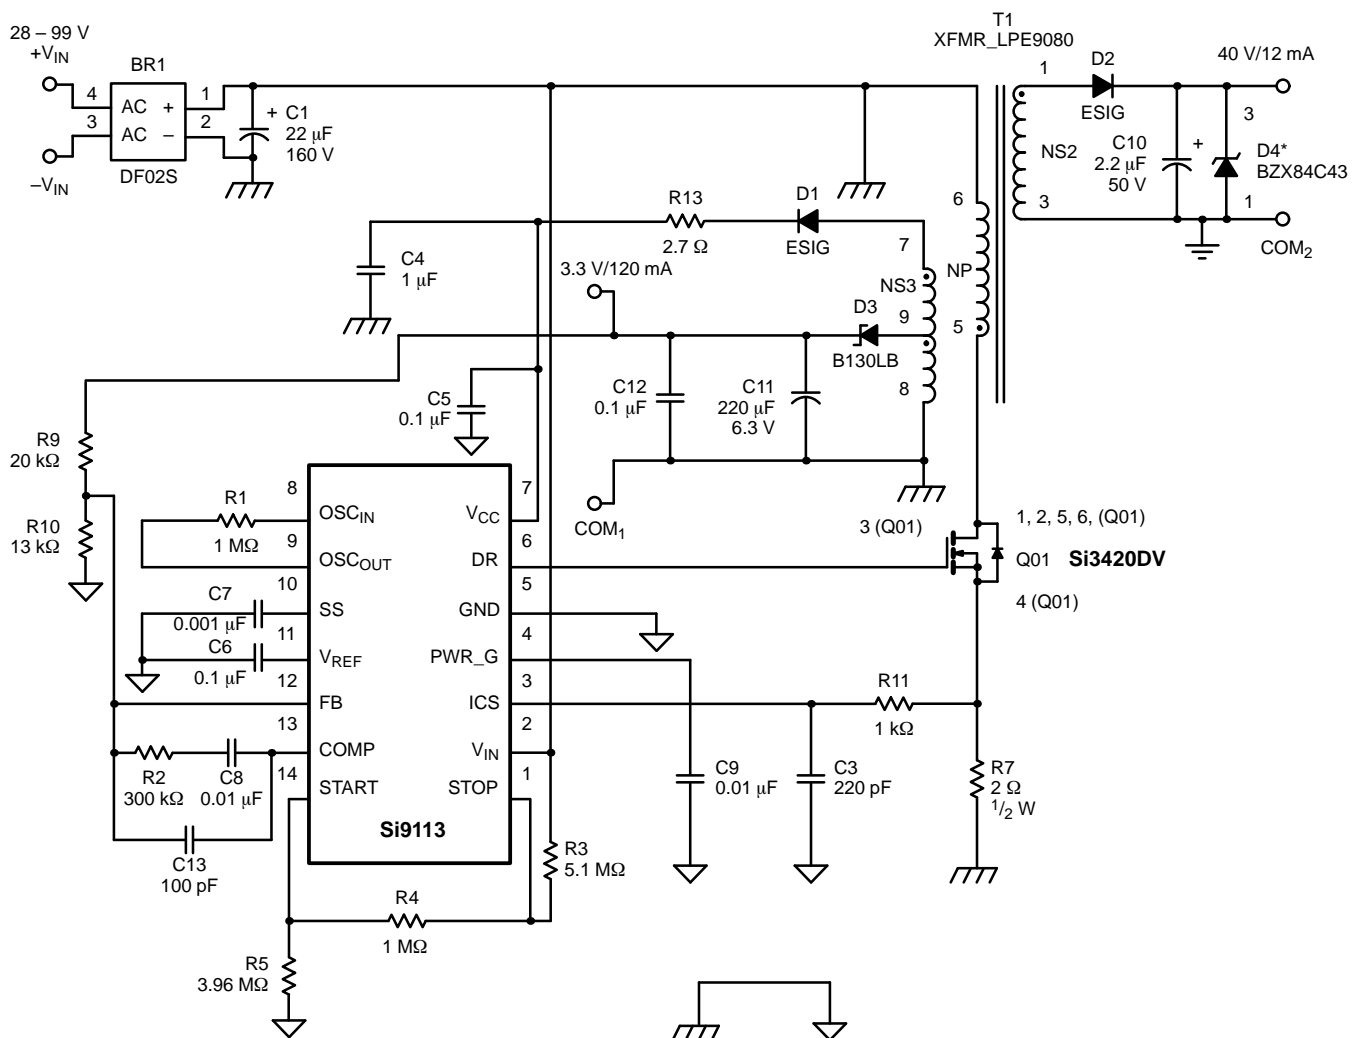 28 – 99 V
+VIN
BR1
4
AC
+
1
3
AC
–
2
–VIN
DF02S
+
C1
22 μF
160 V
T1
XFMR_LPE9080
1
D2
ESIG
40 V/12 mA
NS2
3
C10
2.2 μF
50 V
+
3
D4*
BZX84C43
1
COM2
6
NP
5
R13
2.7 Ω
D1
ESIG
7
NS3
9
8
C4
1 μF
3.3 V/120 mA
D3
B130LB
C5
0.1 μF
C12
0.1 μF
C11
220 μF
6.3 V
COM1
R9
20 kΩ
R10
13 kΩ
R1
1 MΩ
8
OSCIN
9
OSCOUT
10
SS
11
VREF
12
FB
13
COMP
14
START
7
VCC
6
DR
5
GND
4
PWR_G
3
ICS
2
VIN
1
STOP
Si9113
C7
0.001 μF
C6
0.1 μF
R2
300 kΩ
C8
0.01 μF
C13
100 pF
3 (Q01)
1, 2, 5, 6, (Q01)
Q01 Si3420DV
4 (Q01)
R11
1 kΩ
C9
0.01 μF
C3
220 pF
R7
2 Ω
1/2 W
R3
5.1 MΩ
R4
1 MΩ
R5
3.96 MΩ